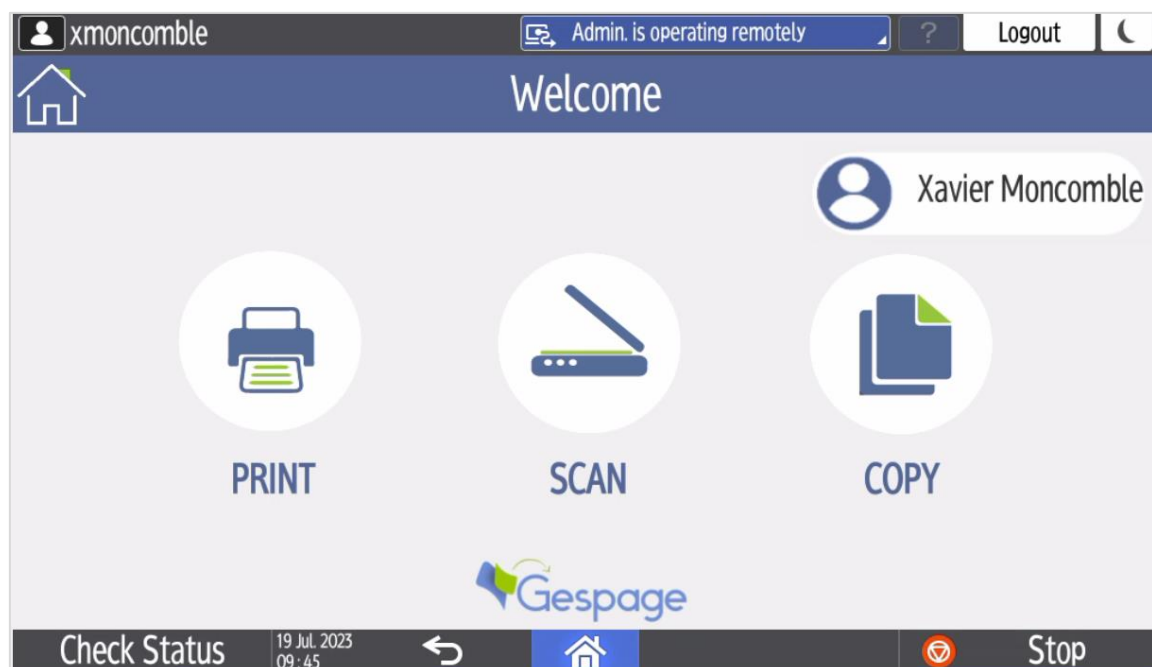 xmoncomble
Admin. is operating remotely
?
Logout
Welcome
Xavier Moncomble
PRINT
SCAN
COPY
Gespage
Check Status
19 Jul. 2023
09:45
Stop